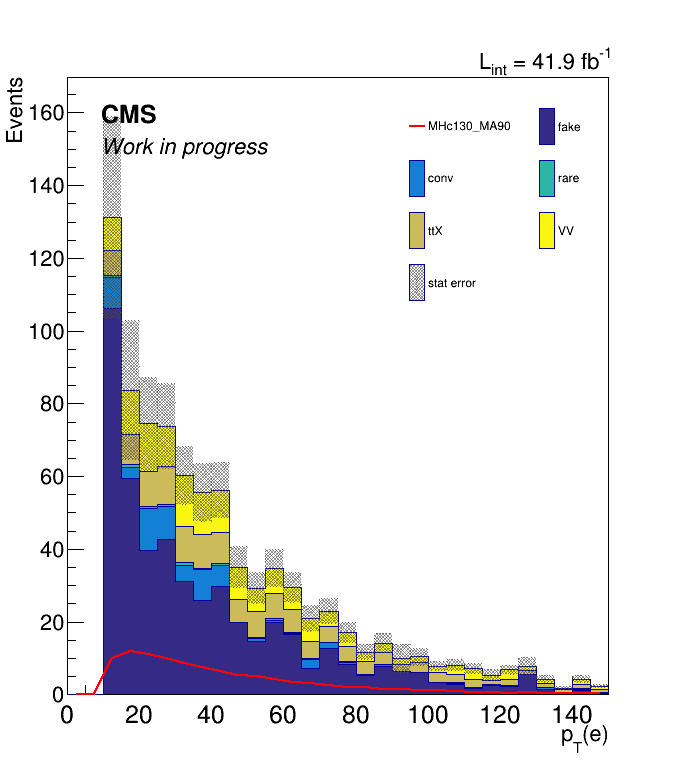 L_int = 41.9 fb^-1
Events
CMS
Work in progress
MHc130_MA90
fake
conv
rare
ttX
VV
stat error
160
140
120
100
80
60
40
20
0
0 20 40 60 80 100 120 140
p_T(e)